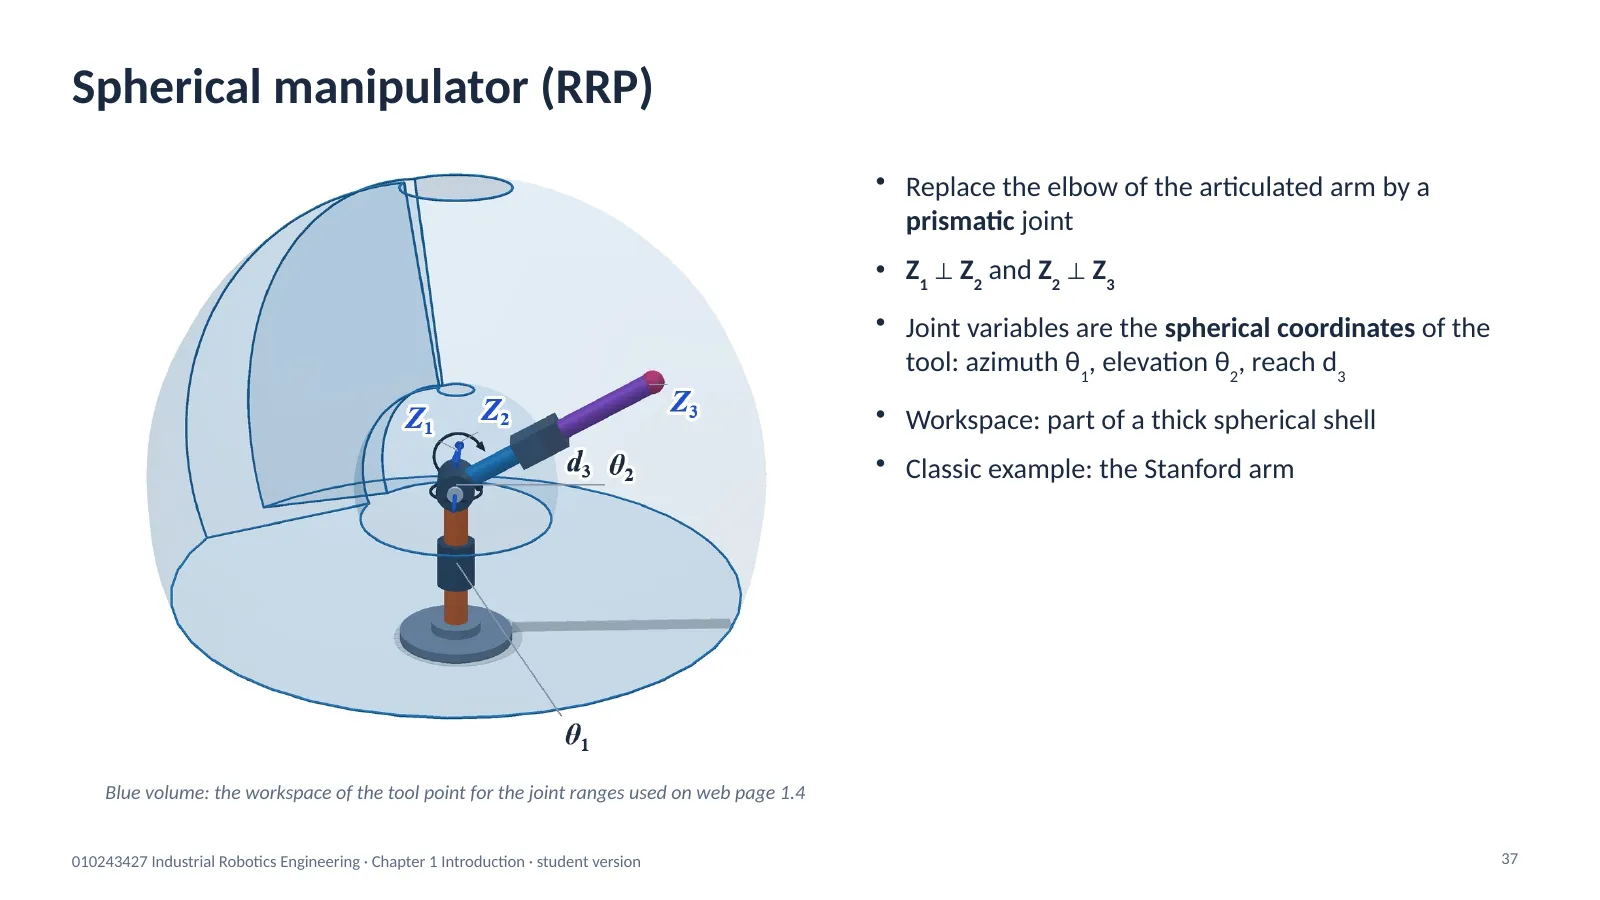 Spherical manipulator (RRP)
Z1
Z2
Z3
d3 θ2
θ1
Blue volume: the workspace of the tool point for the joint ranges used on web page 1.4
• Replace the elbow of the articulated arm by a
prismatic joint
• Z1 ⊥ Z2 and Z2 ⊥ Z3
• Joint variables are the spherical coordinates of the
tool: azimuth θ1, elevation θ2, reach d3
• Workspace: part of a thick spherical shell
• Classic example: the Stanford arm
010243427 Industrial Robotics Engineering · Chapter 1 Introduction · student version
37